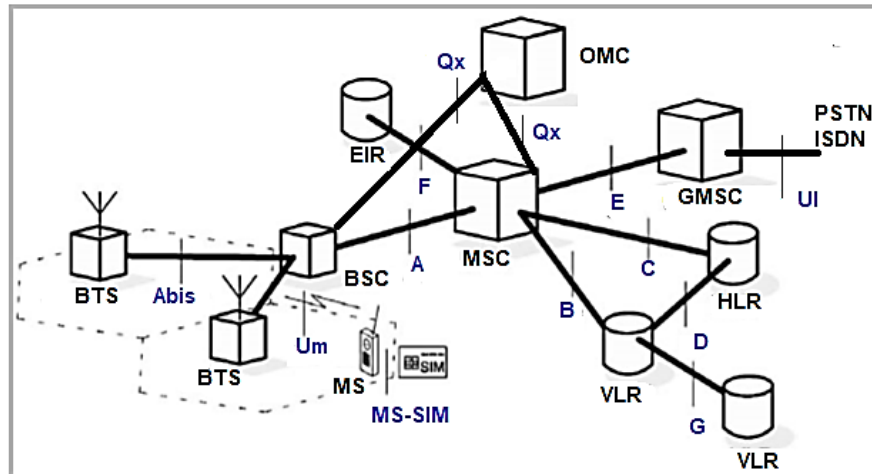 OMC
Qx
PSTN
ISDN
EIR
Qx
F
E
GMSC
UI
MSC
BTS
Abis
BSC
A
C
HLR
B
Um
D
BTS
MS
SIM
VLR
MS-SIM
G
VLR